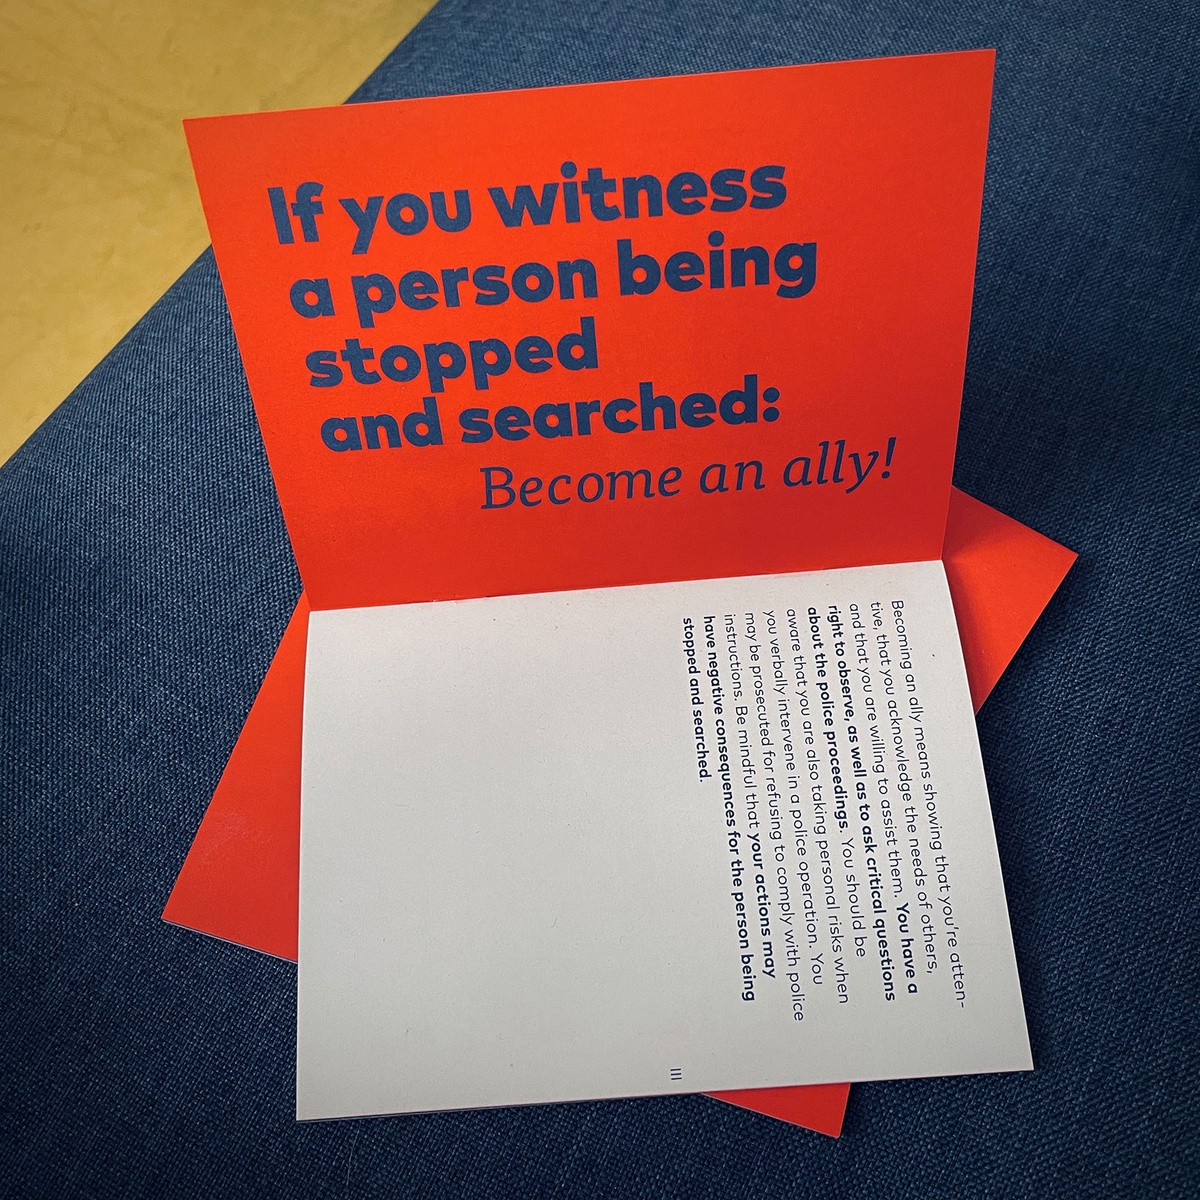 If you witness
a person being
stopped
and searched:
Become an ally!
Becoming an ally means showing that you're atten-
tive, that you acknowledge the needs of others,
and that you are willing to assist them. You have a
right to observe, as well as to ask critical questions
about the police proceedings. You should be
aware that you are also taking personal risks when
you verbally intervene in a police operation. You
may be prosecuted for refusing to comply with police
instructions. Be mindful that your actions may
have negative consequences for the person being
stopped and searched.
III